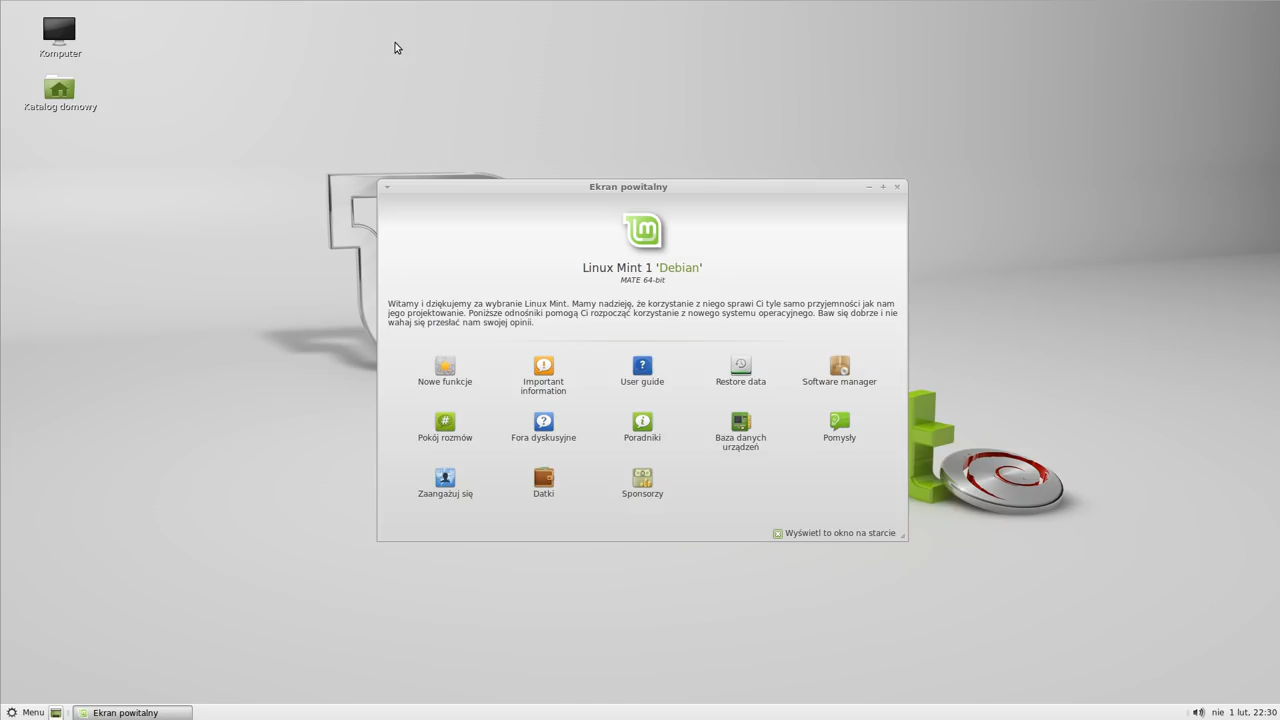 Komputer
Katalog domowy
Ekran powitalny
Linux Mint 1 'Debian'
MATE 64-bit
Witamy i dziękujemy za wybranie Linux Mint. Mamy nadzieję, że korzystanie z niego sprawi Ci tyle samo przyjemności jak nam
jego projektowanie. Poniższe odnośniki pomogą Ci rozpocząć korzystanie z nowego systemu operacyjnego. Baw się dobrze i nie
wahaj się przesłać nam swojej opinii.
Nowe funkcje
Important
information
User guide
Restore data
Software manager
Pokój rozmów
Fora dyskusyjne
Poradniki
Baza danych
urządzeń
Pomysły
Zaangażuj się
Datki
Sponsorzy
Wyświetl to okno na starcie
Menu
Ekran powitalny
nie 1 lut, 22:30